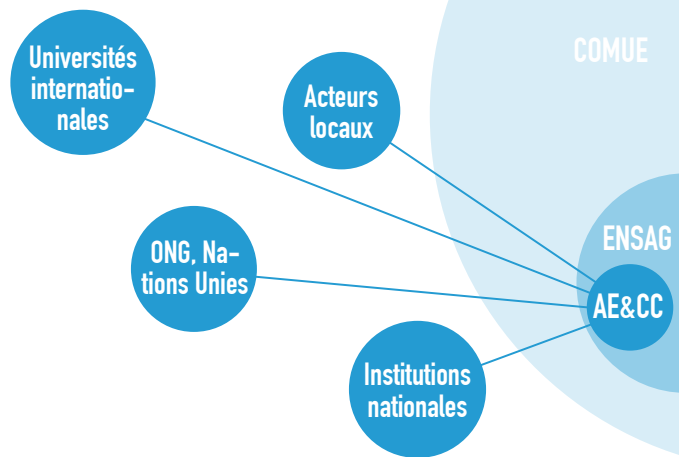 Universités
internatio-
nales
Acteurs
locaux
COMUE
ENSAG
ONG, Na-
tions Unies
AE&CC
Institutions
nationales